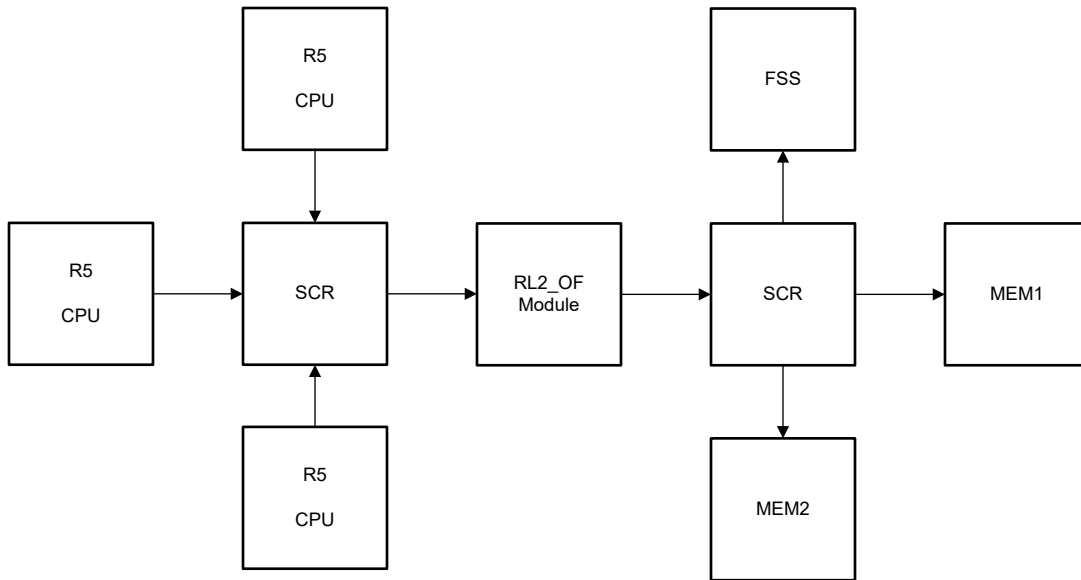 R5
CPU
FSS
R5
CPU
SCR
RL2_OF
Module
SCR
MEM1
R5
CPU
MEM2